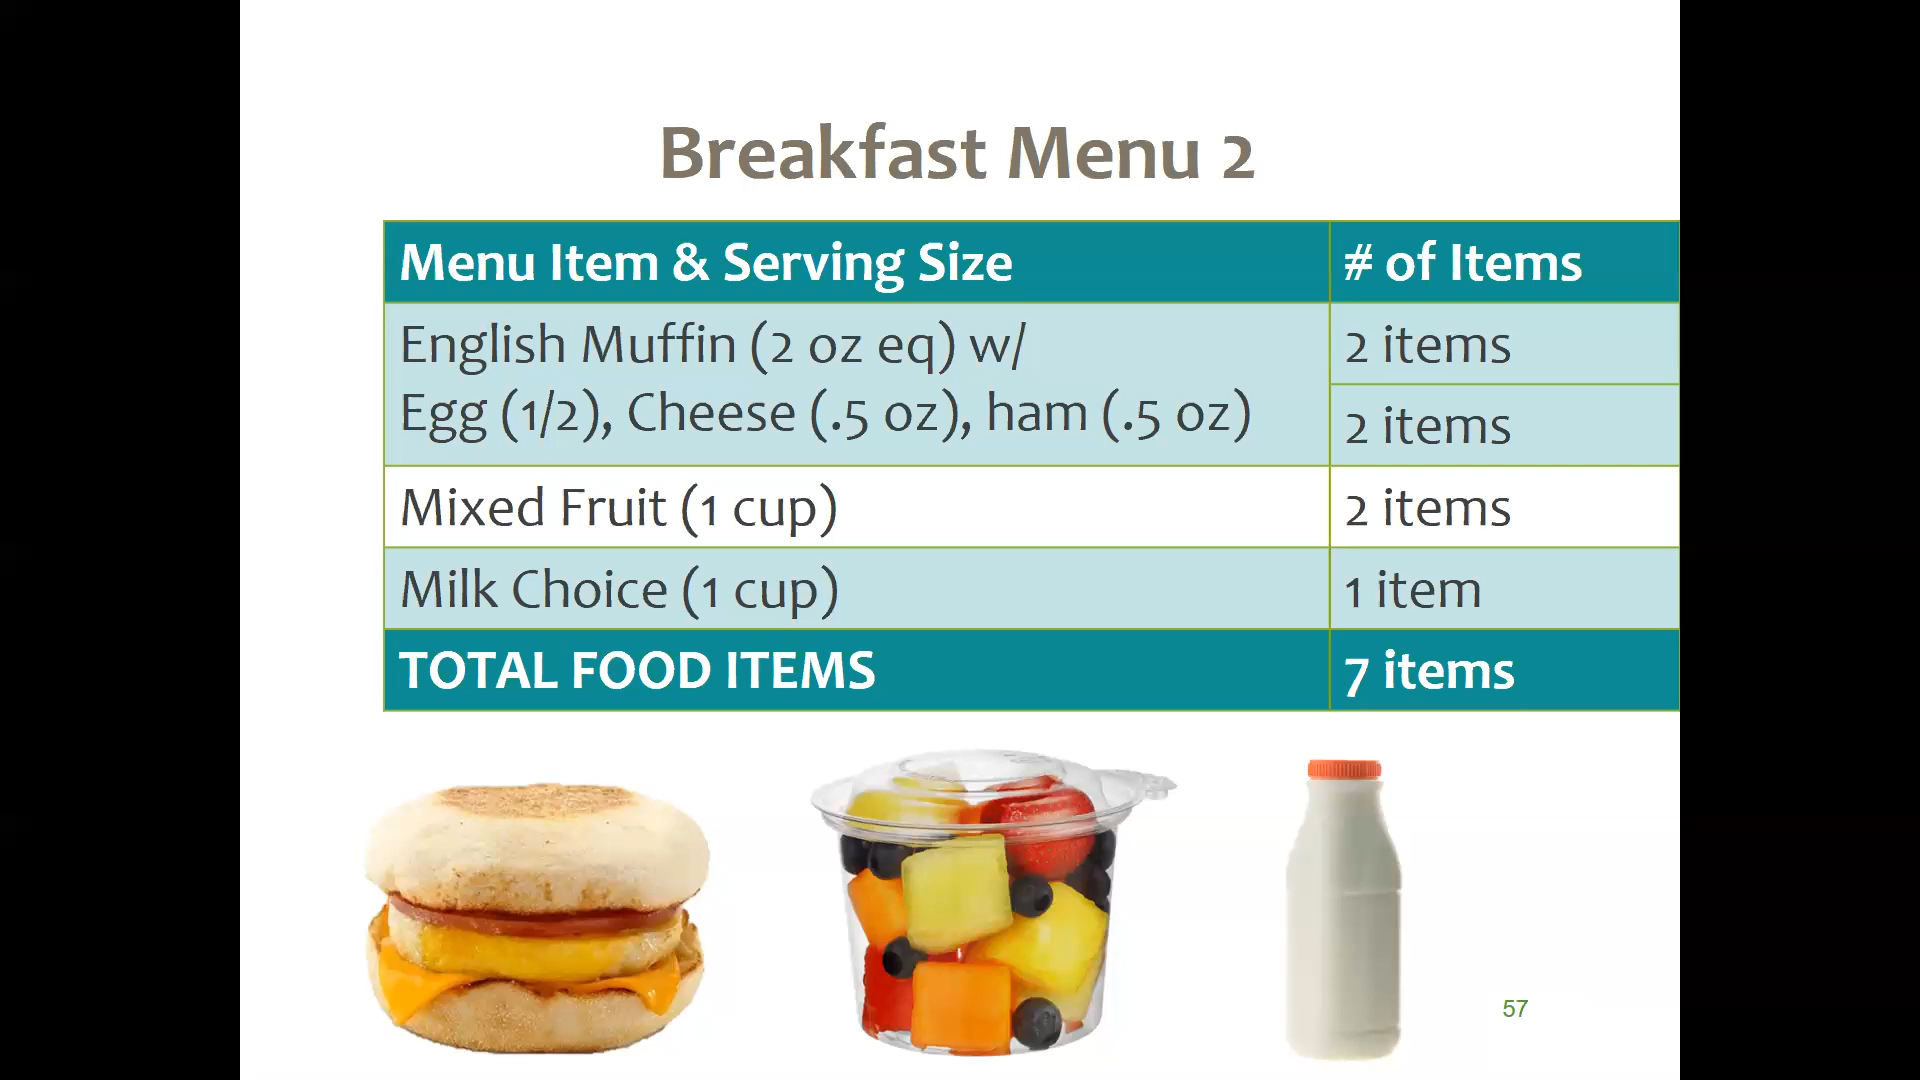 Breakfast Menu 2
Menu Item & Serving Size
# of Items
English Muffin (2 oz eq) w/
2 items
Egg (1/2), Cheese (.5 oz), ham (.5 oz)
2 items
Mixed Fruit (1 cup)
2 items
Milk Choice (1 cup)
1 item
TOTAL FOOD ITEMS
7 items
57